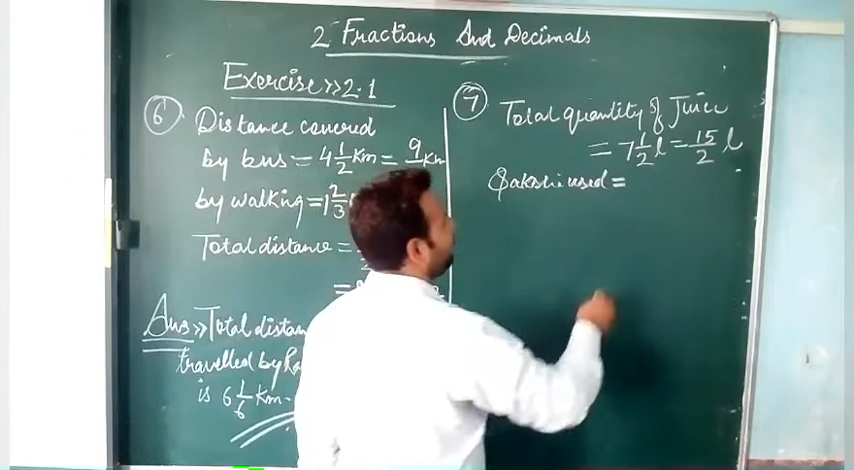 2 Fractions And Decimals
Exercise >> 2.1
6 Distance covered
by bus = 4 1/2 Km = 9 Km
by walking = 1 2/3
Total distance =
=
Ans >> Total distan
travelled by
is 6 1/6 Km.
7 Total quantity of Juice
= 7 1/2 l = 15/2 l
Sakshi used =